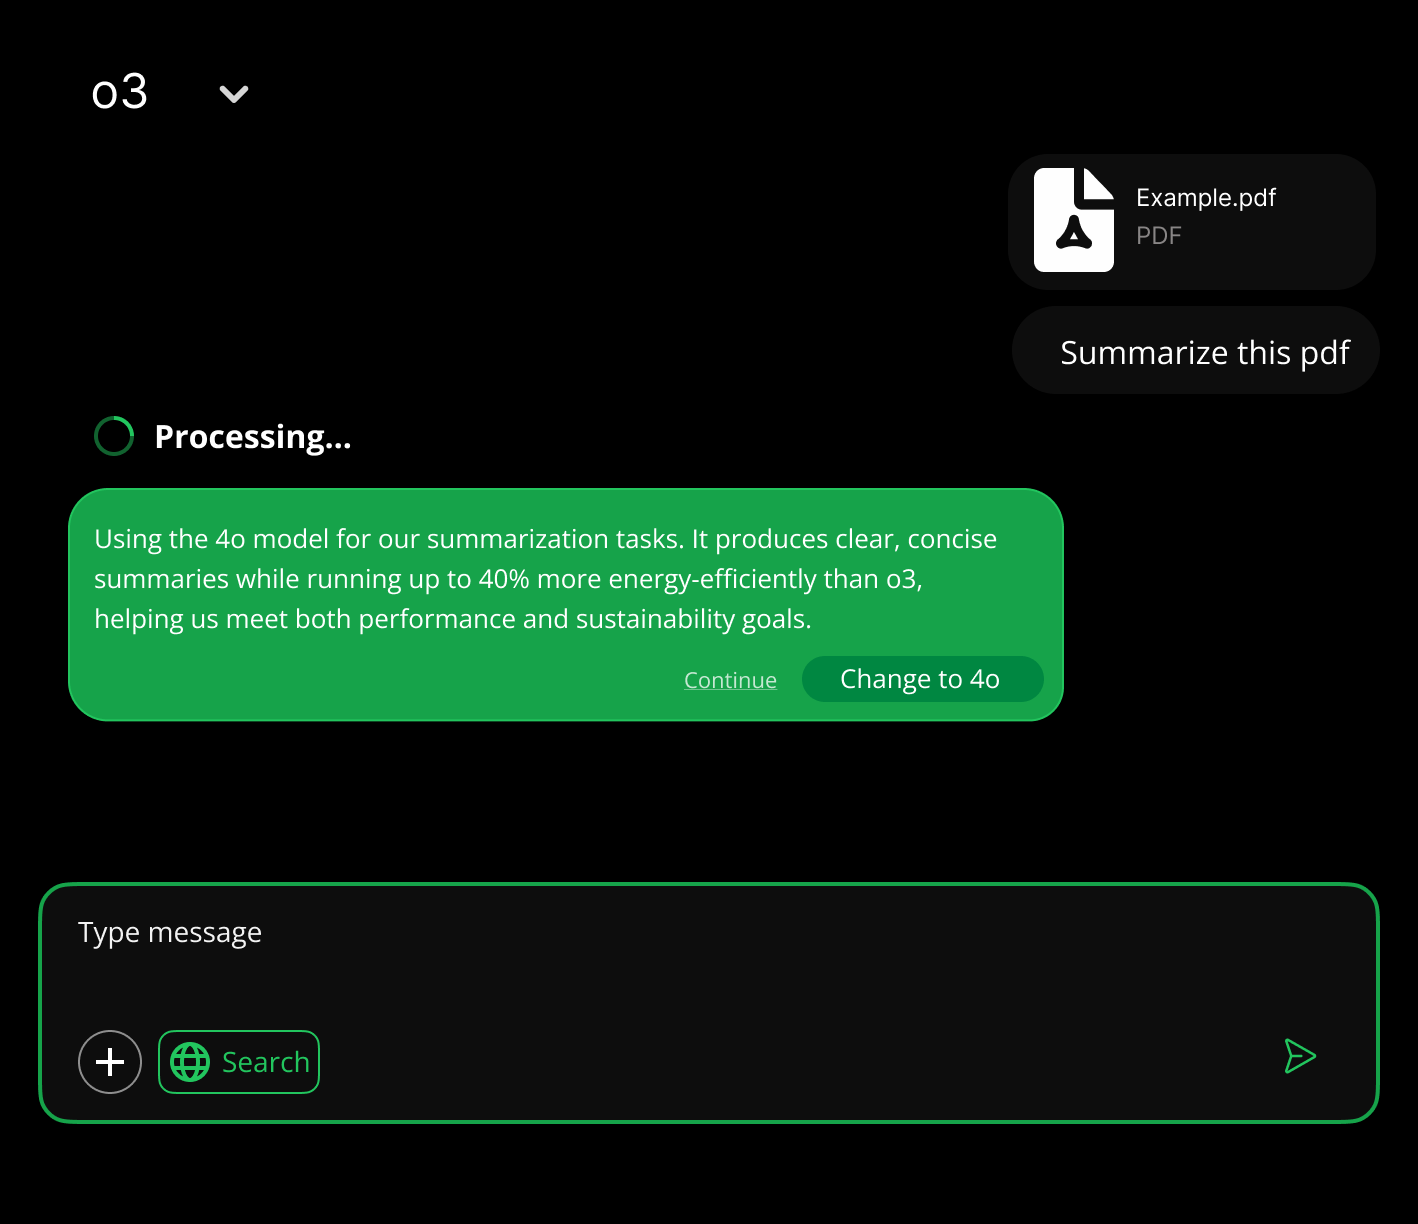 o3
Example.pdf
PDF
Summarize this pdf
Processing...
Using the 4o model for our summarization tasks. It produces clear, concise
summaries while running up to 40% more energy-efficiently than o3,
helping us meet both performance and sustainability goals.
Continue
Change to 4o
Type message
Search